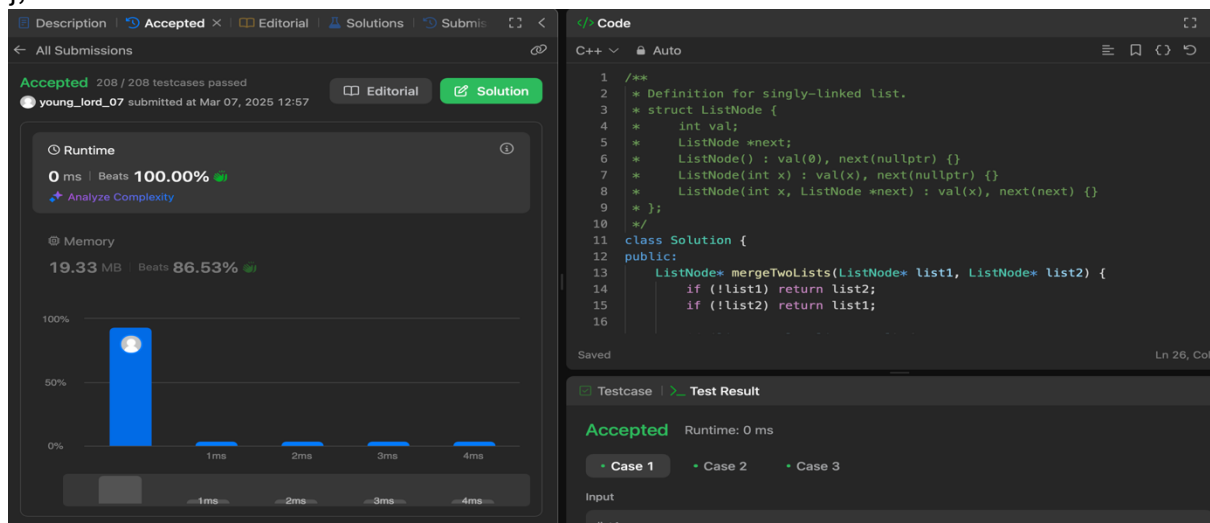 };
Description | Accepted × | Editorial | Solutions | Submis
← All Submissions
Accepted 208 / 208 testcases passed
young_lord_07 submitted at Mar 07, 2025 12:57
Editorial
Solution
Runtime
0 ms | Beats 100.00%
Analyze Complexity
Memory
19.33 MB | Beats 86.53%
100%
50%
0%
1ms 2ms 3ms 4ms
1ms 2ms 3ms 4ms
</> Code
C++ Auto
1 /**
2 * Definition for singly-linked list.
3 * struct ListNode {
4 *     int val;
5 *     ListNode *next;
6 *     ListNode() : val(0), next(nullptr) {}
7 *     ListNode(int x) : val(x), next(nullptr) {}
8 *     ListNode(int x, ListNode *next) : val(x), next(next) {}
9 * };
10 */
11 class Solution {
12 public:
13     ListNode* mergeTwoLists(ListNode* list1, ListNode* list2) {
14         if (!list1) return list2;
15         if (!list2) return list1;
16
Saved
Ln 26, Col
Testcase | >_ Test Result
Accepted Runtime: 0 ms
• Case 1 • Case 2 • Case 3
Input